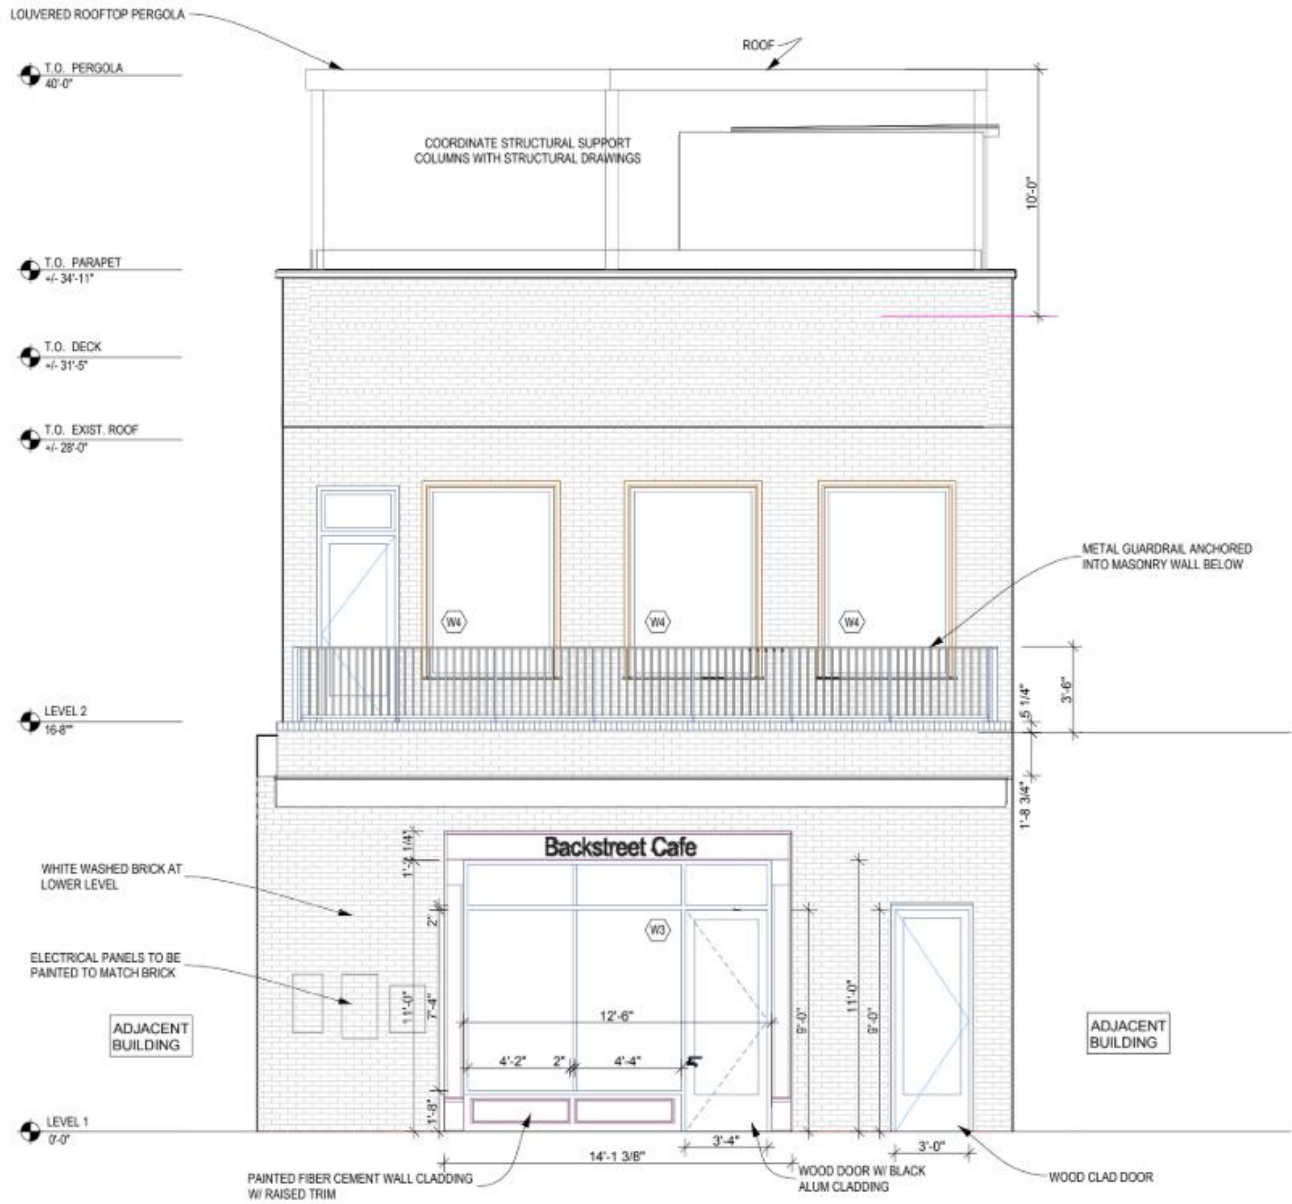 LOUVERED ROOFTOP PERGOLA
ROOF
T.O. PERGOLA
40'-0"
COORDINATE STRUCTURAL SUPPORT
COLUMNS WITH STRUCTURAL DRAWINGS
10'-0"
T.O. PARAPET
+/- 34'-11"
T.O. DECK
+/- 31'-5"
T.O. EXIST. ROOF
+/- 28'-0"
METAL GUARDRAIL ANCHORED
INTO MASONRY WALL BELOW
W4
W4
W4
LEVEL 2
16-8""
5 1/4"
3'-6"
1'-8 3/4"
Backstreet Cafe
WHITE WASHED BRICK AT
LOWER LEVEL
2"
W3
ELECTRICAL PANELS TO BE
PAINTED TO MATCH BRICK
11'-0"
7'-4"
12'-6"
9'-0"
11'-0"
9'-0"
ADJACENT
BUILDING
ADJACENT
BUILDING
4'-2"
2"
4'-4"
1'-8"
LEVEL 1
0'-0"
3'-4"
3'-0"
14'-1 3/8"
PAINTED FIBER CEMENT WALL CLADDING
W/ RAISED TRIM
WOOD DOOR W/ BLACK
ALUM CLADDING
WOOD CLAD DOOR